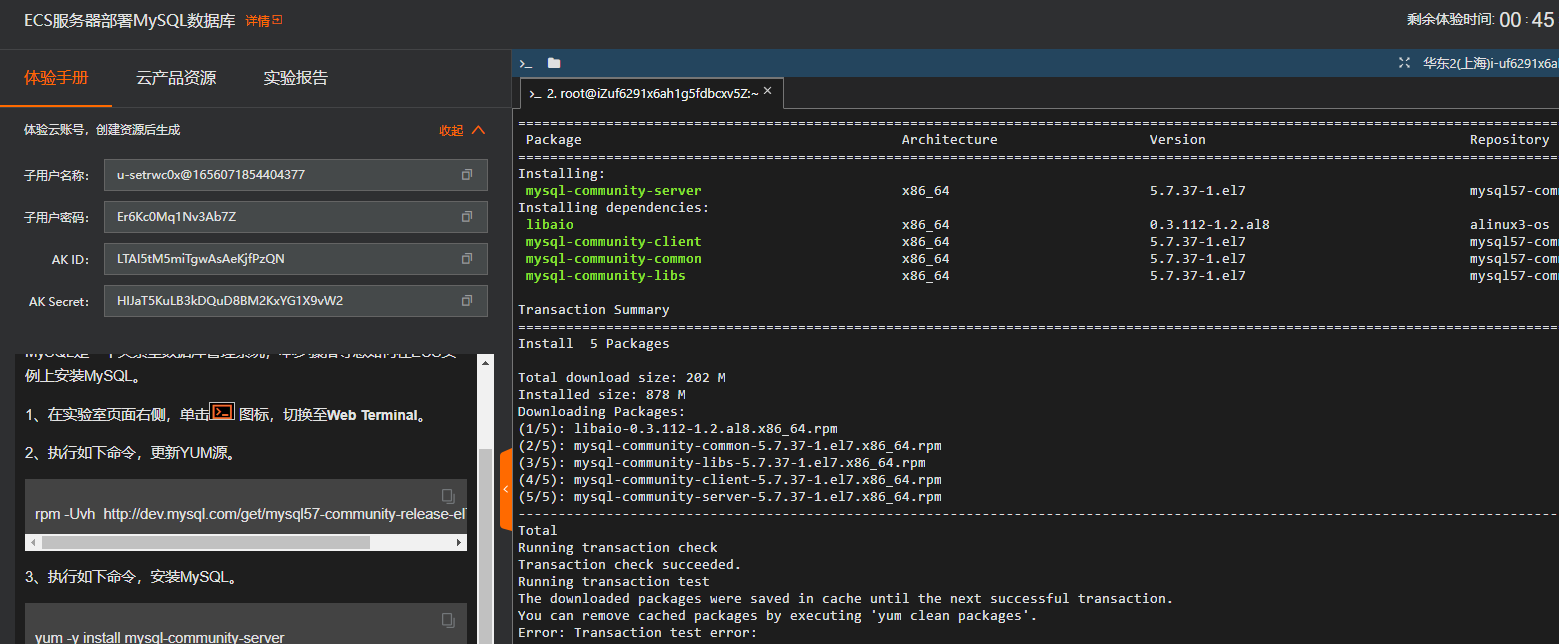 ECS服务器部署MySQL数据库 详情
剩余体验时间: 00 : 45
体验手册 云产品资源 实验报告
体验云账号，创建资源后生成 收起
子用户名称： u-setrwc0x@1656071854404377
子用户密码： Er6Kc0Mq1Nv3Ab7Z
AK ID： LTAI5tM5miTgwAsAeKjfPzQN
AK Secret： HIJaT5KuLB3kDQuD8BM2KxYG1X9vW2
例上安装MySQL。
1、在实验室页面右侧，单击 图标，切换至Web Terminal。
2、执行如下命令，更新YUM源。
rpm -Uvh  http://dev.mysql.com/get/mysql57-community-release-el7
3、执行如下命令，安装MySQL。
yum -y install mysql-community-server
华东2(上海)i-uf6291x6al
2. root@iZuf6291x6ah1g5fdbcxv5Z:~ ×
================================================================================
Package Architecture Version Repository
================================================================================
Installing:
mysql-community-server x86_64 5.7.37-1.el7 mysql57-com
Installing dependencies:
libaio x86_64 0.3.112-1.2.al8 alinux3-os
mysql-community-client x86_64 5.7.37-1.el7 mysql57-com
mysql-community-common x86_64 5.7.37-1.el7 mysql57-com
mysql-community-libs x86_64 5.7.37-1.el7 mysql57-com
Transaction Summary
================================================================================
Install  5 Packages
Total download size: 202 M
Installed size: 878 M
Downloading Packages:
(1/5): libaio-0.3.112-1.2.al8.x86_64.rpm
(2/5): mysql-community-common-5.7.37-1.el7.x86_64.rpm
(3/5): mysql-community-libs-5.7.37-1.el7.x86_64.rpm
(4/5): mysql-community-client-5.7.37-1.el7.x86_64.rpm
(5/5): mysql-community-server-5.7.37-1.el7.x86_64.rpm
--------------------------------------------------------------------------------
Total
Running transaction check
Transaction check succeeded.
Running transaction test
The downloaded packages were saved in cache until the next successful transaction.
You can remove cached packages by executing 'yum clean packages'.
Error: Transaction test error: